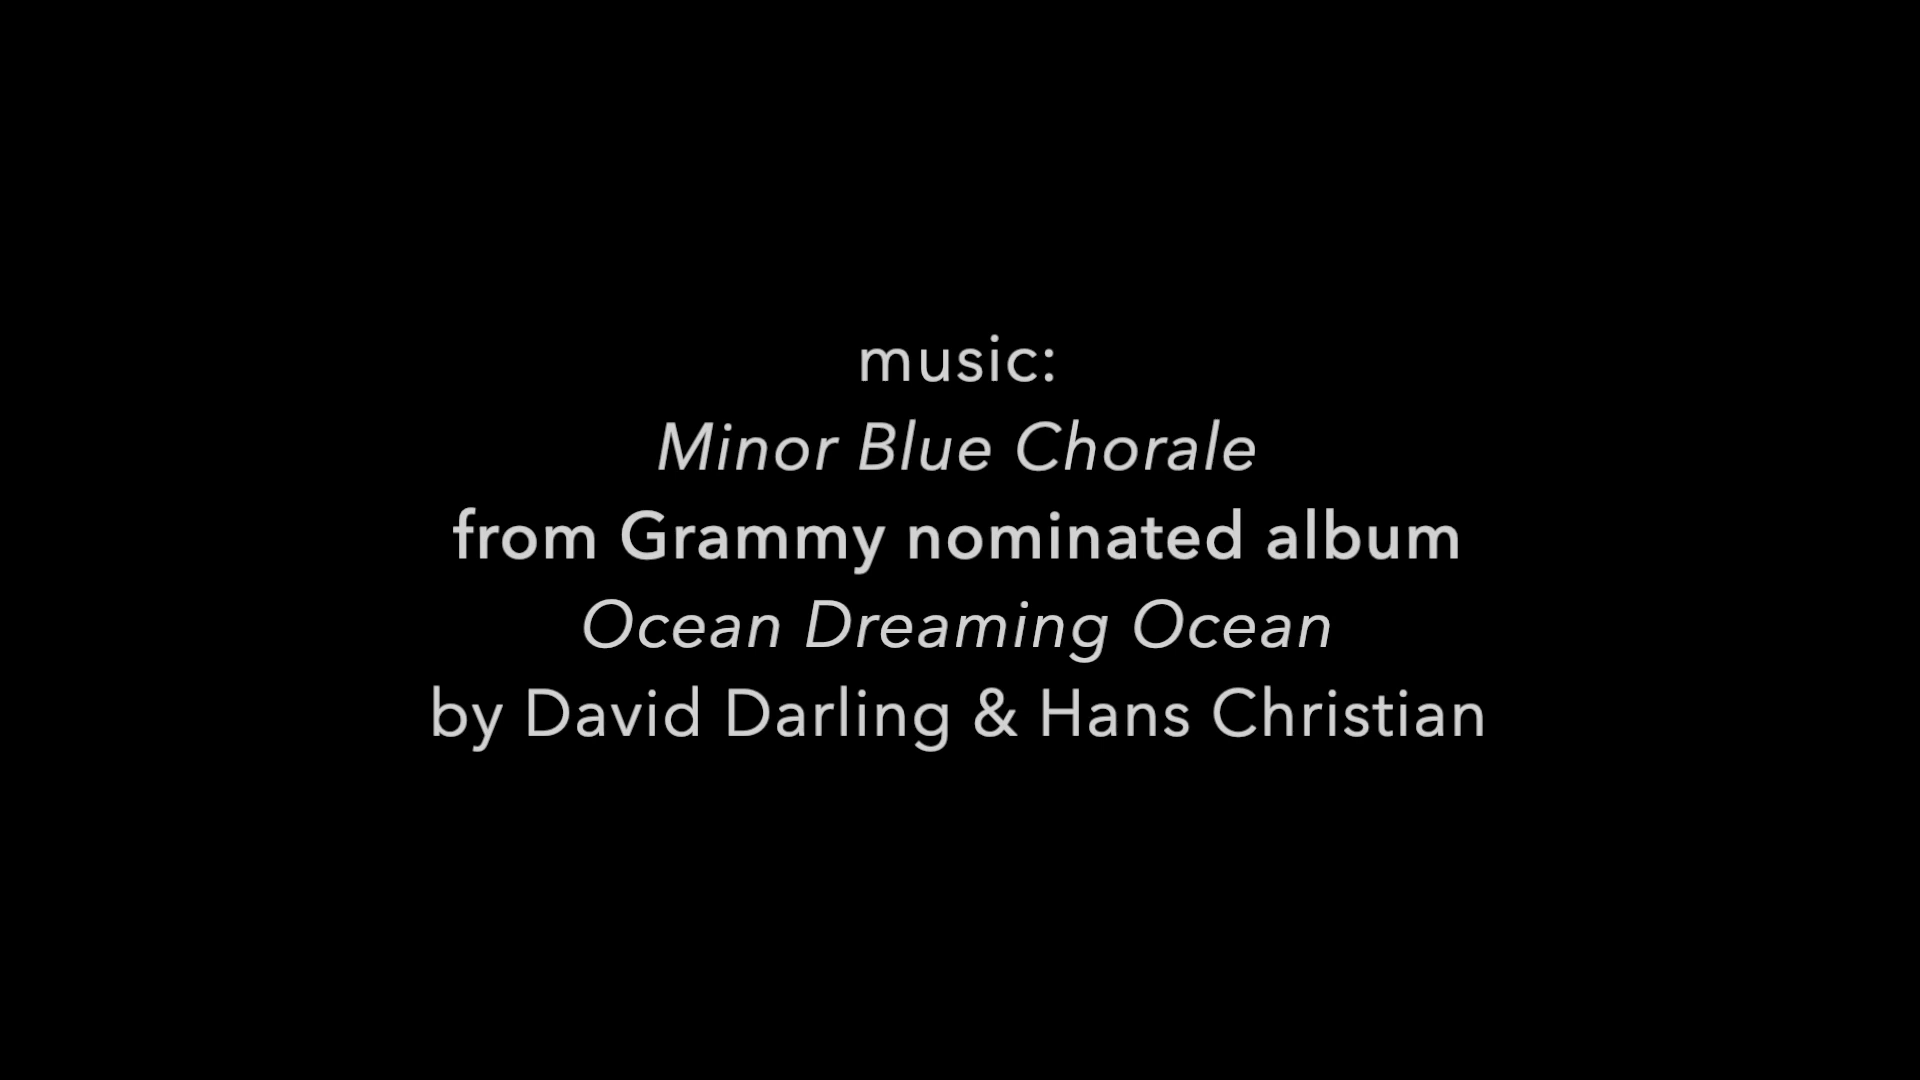 music:
Minor Blue Chorale
from Grammy nominated album
Ocean Dreaming Ocean
by David Darling & Hans Christian